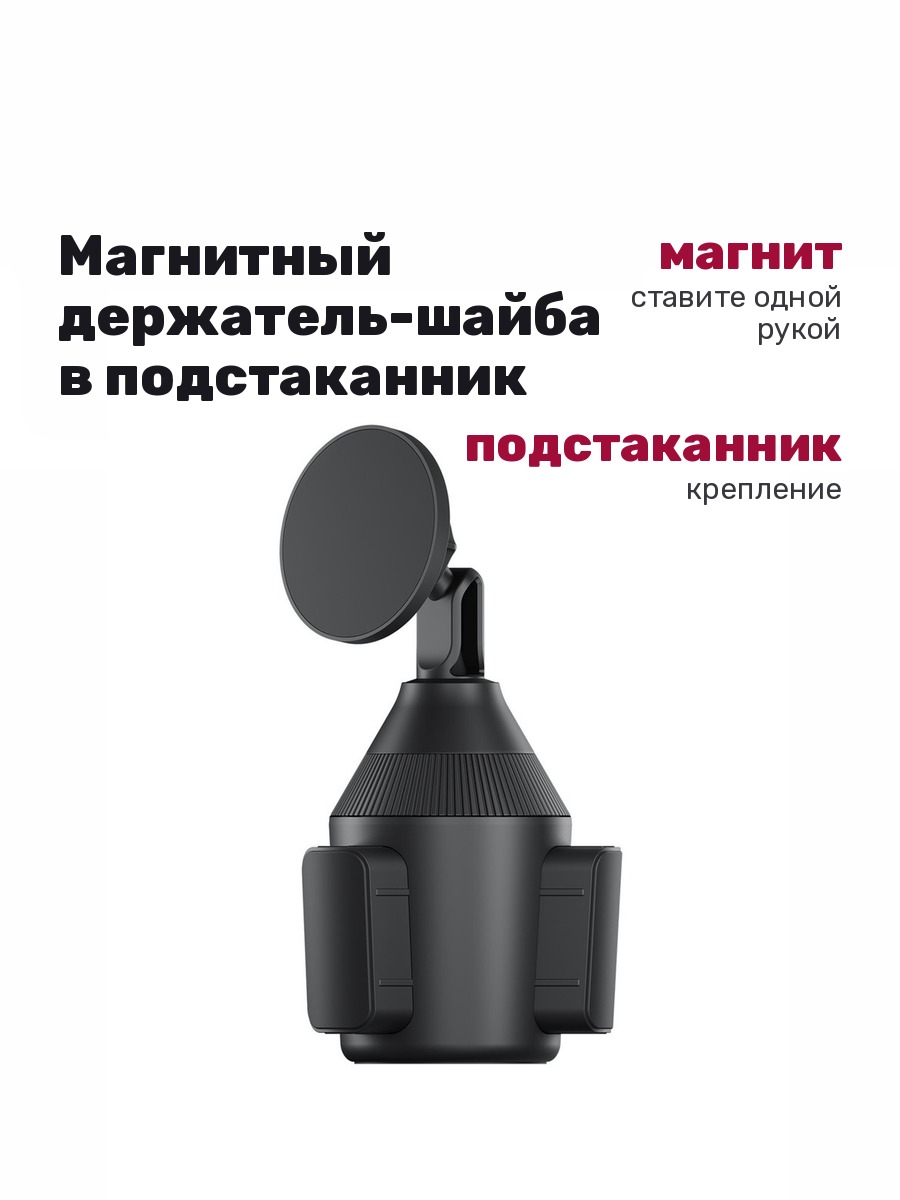 Магнитный
держатель-шайба
в подстаканник
магнит
ставите одной
рукой
подстаканник
крепление